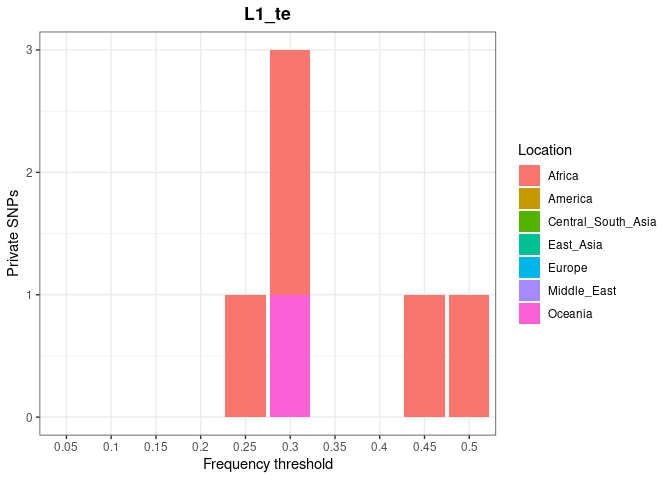 L1_te
Private SNPs
3
2
1
0
0.05 0.1 0.15 0.2 0.25 0.3 0.35 0.4 0.45 0.5
Frequency threshold
Location
Africa
America
Central_South_Asia
East_Asia
Europe
Middle_East
Oceania